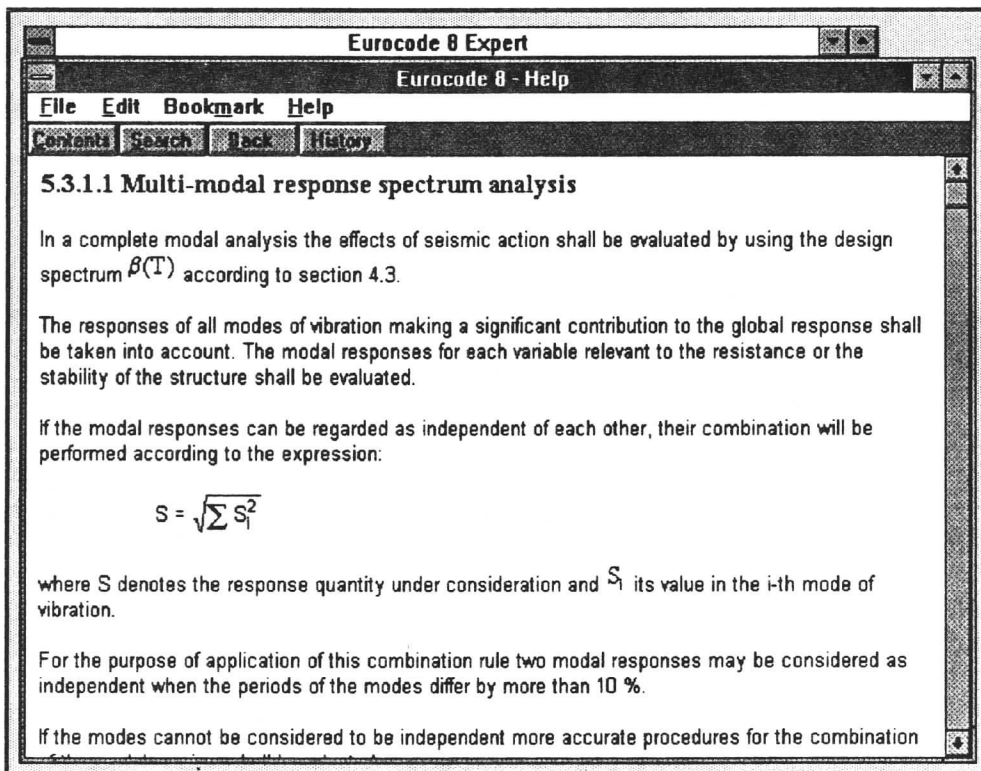 Eurocode 8 Expert
Eurocode 8 - Help
File Edit Bookmark Help
Contents Search Back History
5.3.1.1 Multi-modal response spectrum analysis
In a complete modal analysis the effects of seismic action shall be evaluated by using the design
spectrum β(T) according to section 4.3.
The responses of all modes of vibration making a significant contribution to the global response shall
be taken into account. The modal responses for each variable relevant to the resistance or the
stability of the structure shall be evaluated.
If the modal responses can be regarded as independent of each other, their combination will be
performed according to the expression:
S = √∑ S_i^2
where S denotes the response quantity under consideration and S_i its value in the i-th mode of
vibration.
For the purpose of application of this combination rule two modal responses may be considered as
independent when the periods of the modes differ by more than 10 %.
If the modes cannot be considered to be independent more accurate procedures for the combination